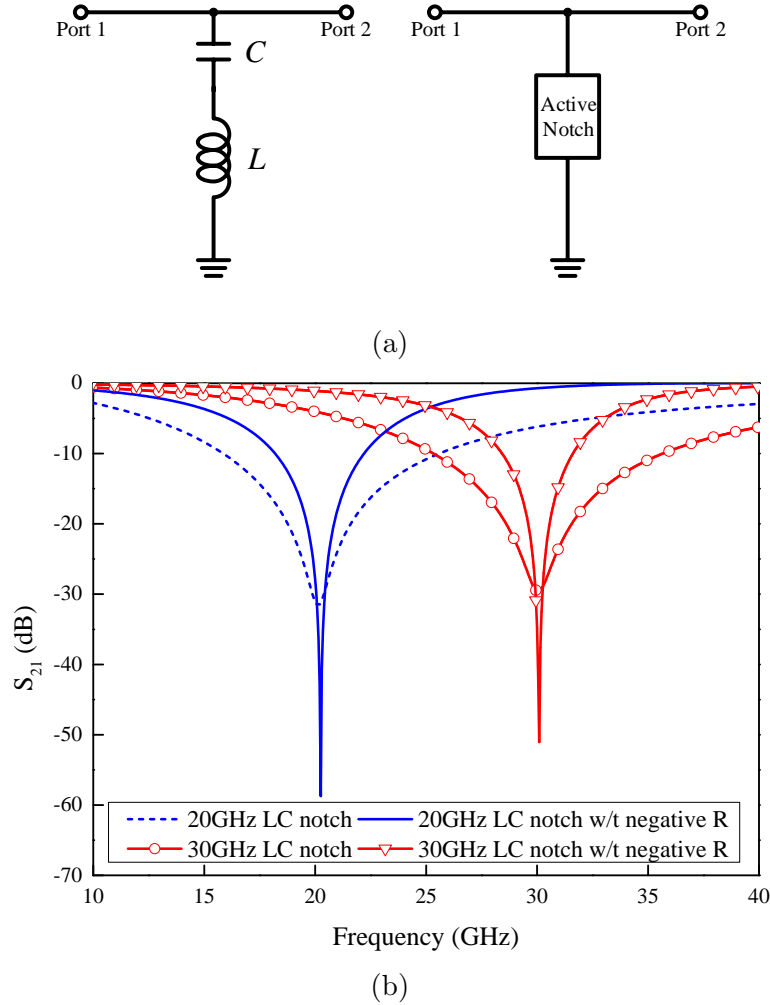 Port 1 Port 2 Port 1 Port 2
C
Active
Notch
L
(a)
0
-10
-20
-30
-40
-50
-60
-70
S21 (dB)
20GHz LC notch 20GHz LC notch w/t negative R
30GHz LC notch 30GHz LC notch w/t negative R
10 15 20 25 30 35 40
Frequency (GHz)
(b)